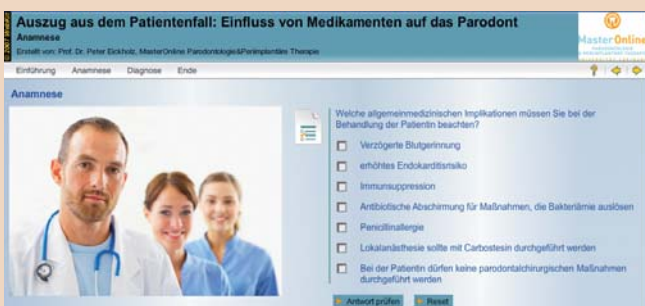 Auszug aus dem Patientenfall: Einfluss von Medikamenten auf das Parodont
Anamnese
Erstellt von: Prof. Dr. Peter Eickholz, MasterOnline Parodontologie&Periimplantäre Therapie
MasterOnline
Einführung Anamnese Diagnose Ende
?
Anamnese
Welche allgemeinmedizinischen Implikationen müssen Sie bei der
Behandlung der Patientin beachten?
Verzögerte Blutgerinnung
erhöhtes Endokarditisrisiko
Immunsuppression
Antibiotische Abschirmung für Maßnahmen, die Bakteriämie auslösen
Penicillinallergie
Lokalanästhesie sollte mit Carbostesin durchgeführt werden
Bei der Patientin dürfen keine parodontalchirurgischen Maßnahmen
durchgeführt werden
Antwort prüfen Reset